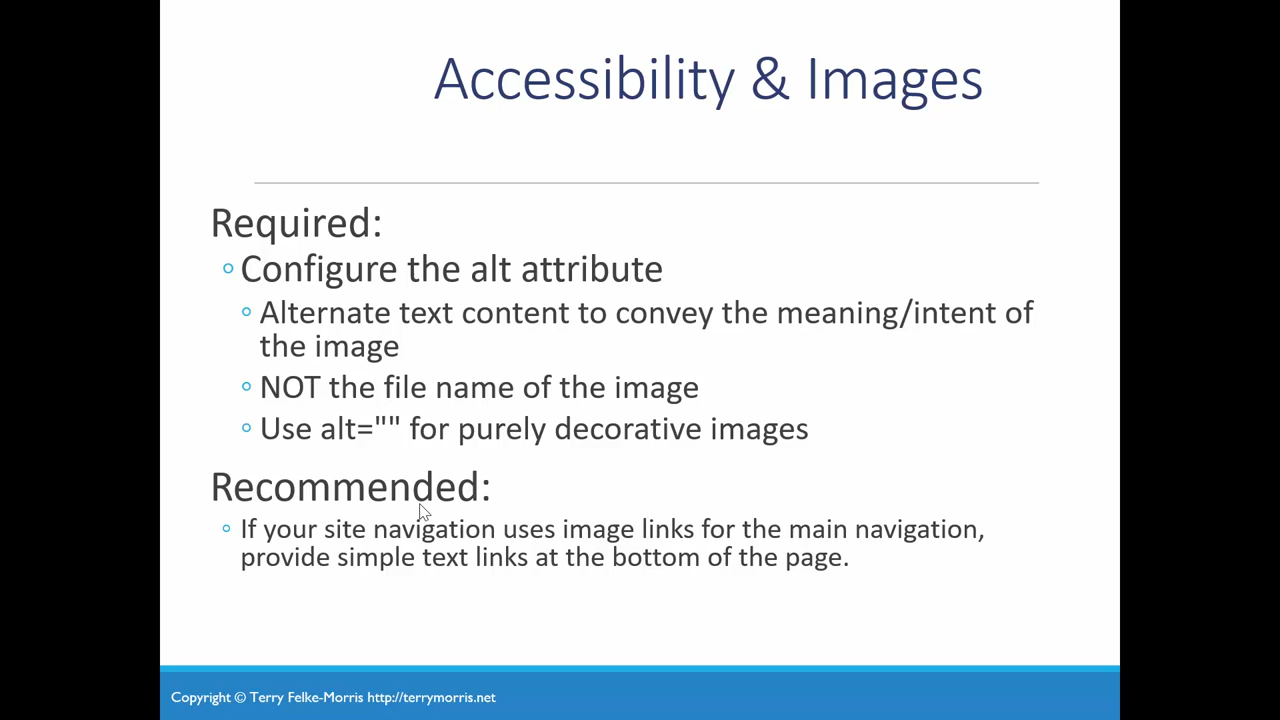 Accessibility & Images
Required:
Configure the alt attribute
Alternate text content to convey the meaning/intent of
the image
NOT the file name of the image
Use alt="" for purely decorative images
Recommended:
If your site navigation uses image links for the main navigation,
provide simple text links at the bottom of the page.
Copyright © Terry Felke-Morris http://terrymorris.net